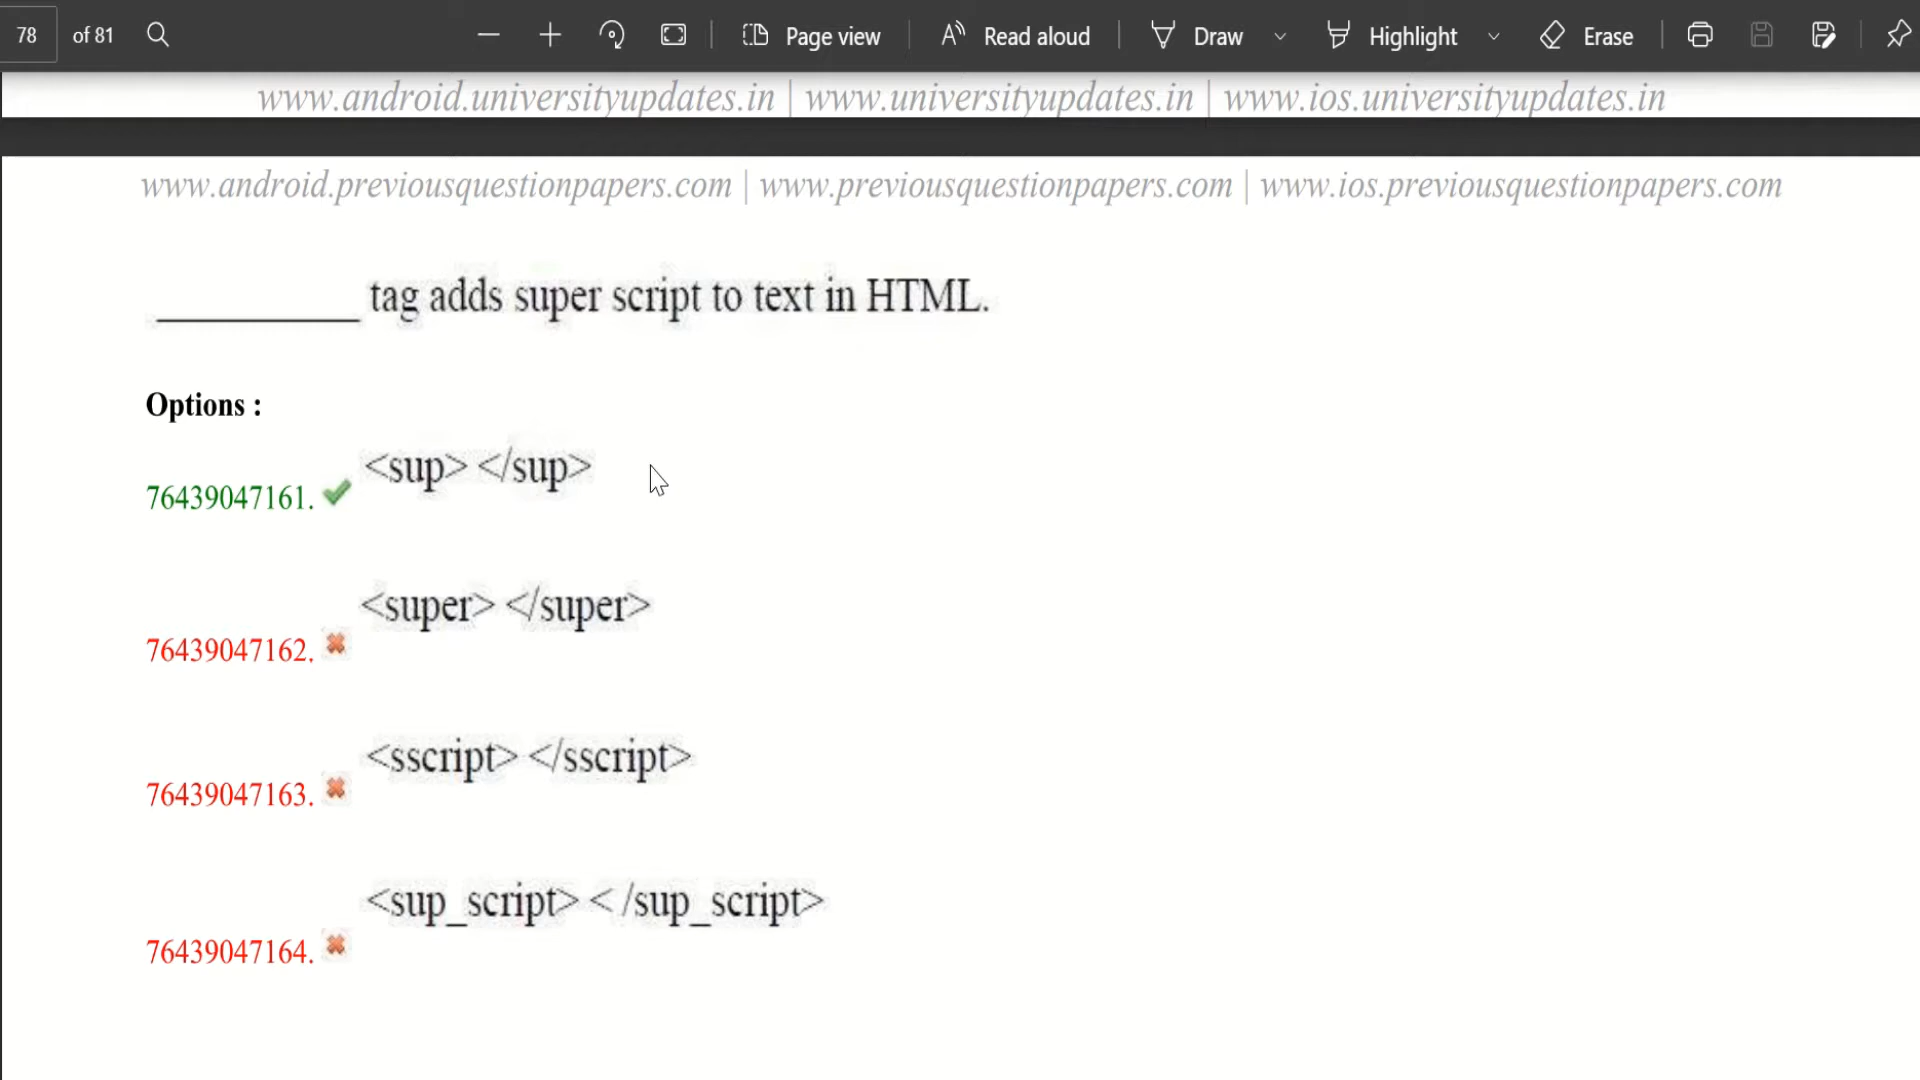 78 of 81 Page view Read aloud Draw Highlight Erase
www.android.universityupdates.in | www.universityupdates.in | www.ios.universityupdates.in
www.android.previousquestionpapers.com | www.previousquestionpapers.com | www.ios.previousquestionpapers.com
__________ tag adds super script to text in HTML.
Options :
<sup> </sup>
76439047161.
<super> </super>
76439047162.
<sscript> </sscript>
76439047163.
<sup_script> < /sup_script>
76439047164.